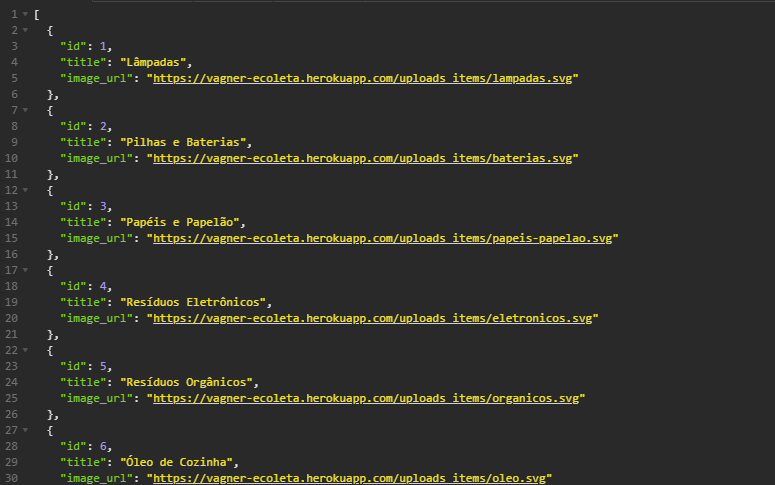 1 [
2 {
3 "id": 1,
4 "title": "Lâmpadas",
5 "image_url": "https://vagner-ecoleta.herokuapp.com/uploads_items/lampadas.svg"
6 },
7 {
8 "id": 2,
9 "title": "Pilhas e Baterias",
10 "image_url": "https://vagner-ecoleta.herokuapp.com/uploads_items/baterias.svg"
11 },
12 {
13 "id": 3,
14 "title": "Papéis e Papelão",
15 "image_url": "https://vagner-ecoleta.herokuapp.com/uploads_items/papeis-papelao.svg"
16 },
17 {
18 "id": 4,
19 "title": "Resíduos Eletrônicos",
20 "image_url": "https://vagner-ecoleta.herokuapp.com/uploads_items/eletronicos.svg"
21 },
22 {
23 "id": 5,
24 "title": "Resíduos Orgânicos",
25 "image_url": "https://vagner-ecoleta.herokuapp.com/uploads_items/organicos.svg"
26 },
27 {
28 "id": 6,
29 "title": "Óleo de Cozinha",
30 "image_url": "https://vagner-ecoleta.herokuapp.com/uploads_items/oleo.svg"